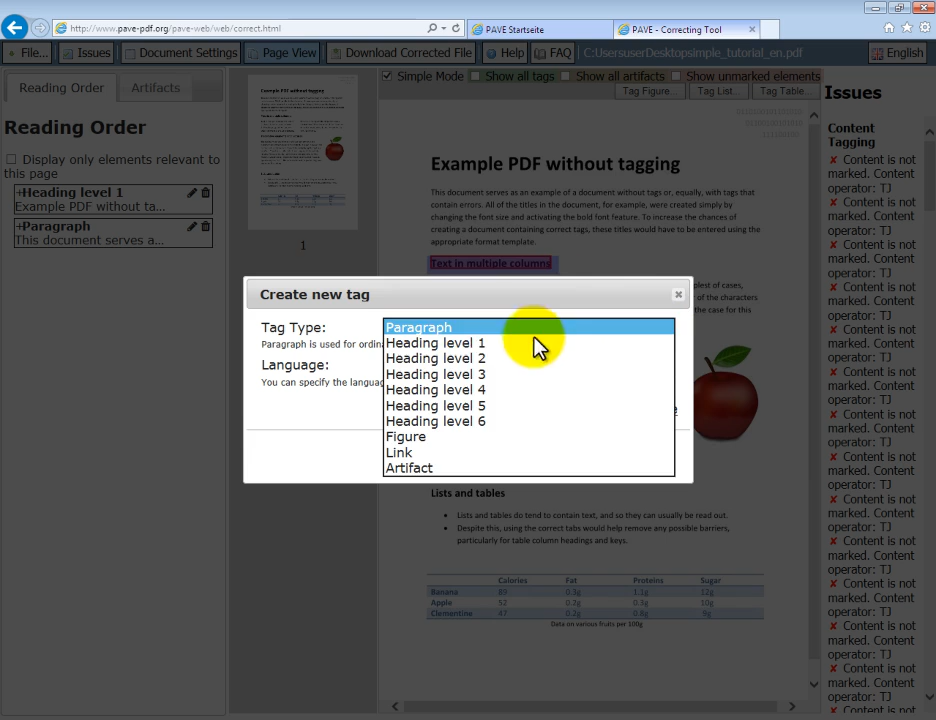 http://www.pave-pdf.org/pave-web/web/correct.html
PAVE Startseite
PAVE - Correcting Tool
File...
Issues
Document Settings
Page View
Download Corrected File
Help
FAQ
C:UsersuserDesktopsimple_tutorial_en.pdf
English
Reading Order
Artifacts
Reading Order
Display only elements relevant to
this page
+Heading level 1
Example PDF without ta...
+Paragraph
This document serves a...
1
Simple Mode
Show all tags
Show all artifacts
Show unmarked elements
Tag Figure...
Tag List...
Tag Table...
Example PDF without tagging
This document serves as an example of a document without tags or, equally, with tags that
contain errors. All of the titles in the document, for example, were created simply by
changing the font size and activating the bold font feature. To increase the chances of
creating a document containing correct tags, these titles would have to be entered using the
appropriate format template.
Text in multiple columns
plest of cases,
r of the characters
the case for this
Create new tag
Tag Type:
Paragraph is used for ordin
Language:
You can specify the languag
Paragraph
Heading level 1
Heading level 2
Heading level 3
Heading level 4
Heading level 5
Heading level 6
Figure
Link
Artifact
Lists and tables
• Lists and tables do tend to contain text, and so they can usually be read out.
• Despite this, using the correct tabs would help remove any possible barriers,
particularly for table column headings and keys.
Calories Fat Proteins Sugar
Banana 89 0.3g 1.1g 12g
Apple 52 0.2g 0.3g 10g
Clementine 47 0.2g 0.8g 9g
Data on various fruits per 100g
Issues
Content
Tagging
✘ Content is not
marked. Content
operator: TJ
✘ Content is not
marked. Content
operator: TJ
✘ Content is not
marked. Content
operator: TJ
✘ Content is not
marked. Content
operator: TJ
✘ Content is not
marked. Content
operator: TJ
✘ Content is not
marked. Content
operator: TJ
✘ Content is not
marked. Content
operator: TJ
✘ Content is not
marked. Content
operator: TJ
✘ Content is not
marked. Content
operator: TJ
✘ Content is not
marked. Content
operator: TJ
✘ Content is not
marked. Content
operator: TJ
✘ Content is not
marked. Content
operator: TJ
✘ Content is not
marked. Content
operator: TJ
✘ Content is not